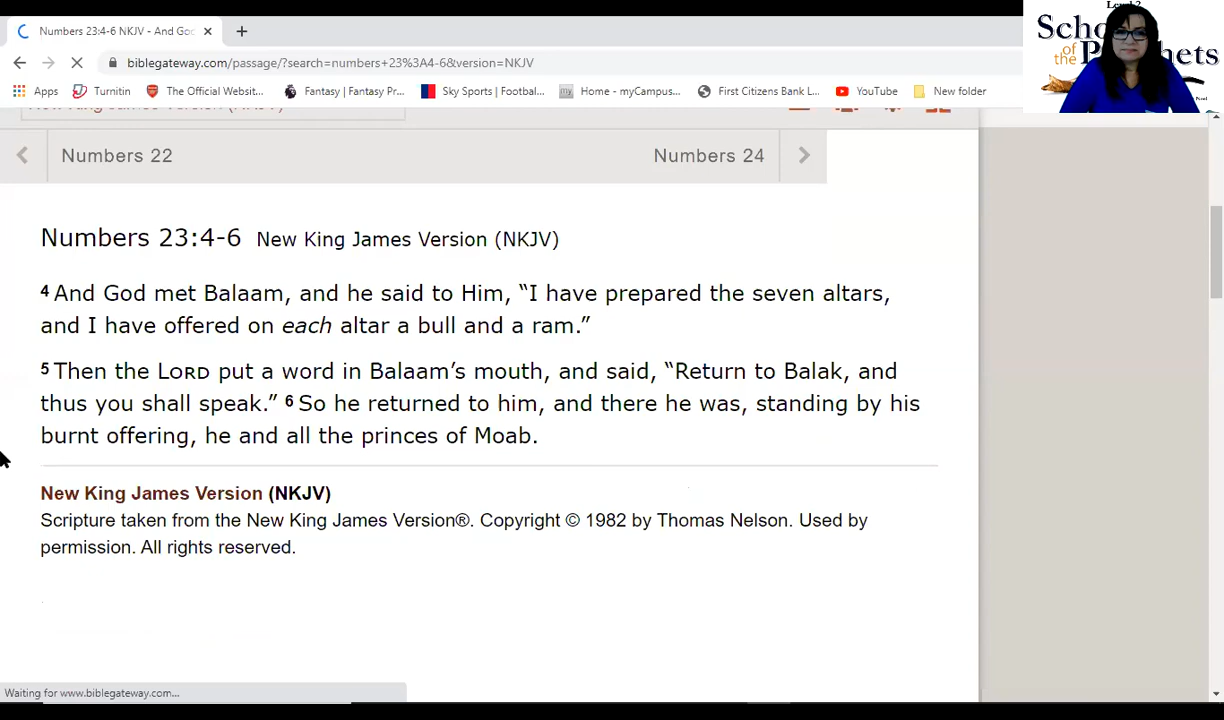 Level 2
Numbers 23:4-6 NKJV - And Go
Scho
of the P hets
biblegateway.com/passage/?search=numbers+23%3A4-6&version=NKJV
Apps Turnitin The Official Websit... Fantasy | Fantasy Pr... Sky Sports | Footbal... Home - myCampus... First Citizens Bank L... YouTube New folder
Numbers 22 Numbers 24
Numbers 23:4-6 New King James Version (NKJV)
4 And God met Balaam, and he said to Him, “I have prepared the seven altars,
and I have offered on each altar a bull and a ram.”
5 Then the LORD put a word in Balaam’s mouth, and said, “Return to Balak, and
thus you shall speak.” 6 So he returned to him, and there he was, standing by his
burnt offering, he and all the princes of Moab.
New King James Version (NKJV)
Scripture taken from the New King James Version®. Copyright © 1982 by Thomas Nelson. Used by
permission. All rights reserved.
Waiting for www.biblegateway.com...